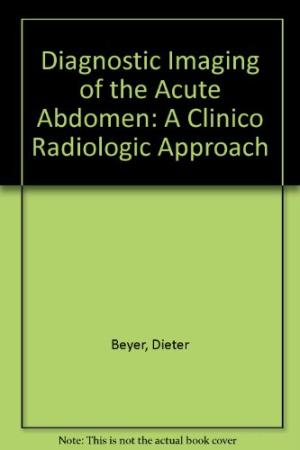 Diagnostic Imaging
of the Acute
Abdomen: A Clinico
Radiologic Approach
Beyer, Dieter
Note: This is not the actual book cover